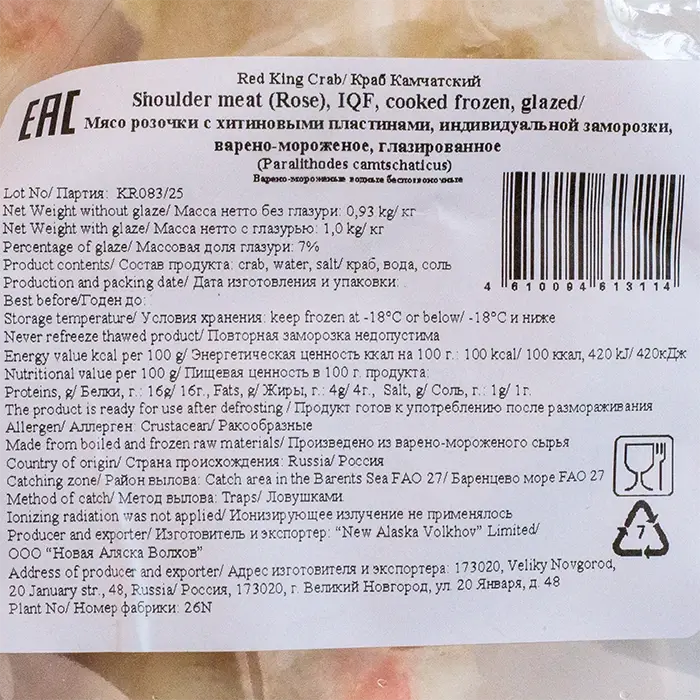 Red King Crab/ Краб Камчатский
EAC
Shoulder meat (Rose), IQF, cooked frozen, glazed/
Мясо розочки с хитиновыми пластинами, индивидуальной заморозки,
варено-мороженое, глазированное
(Paralithodes camtschaticus)
Варено-мороженые водные беспозвоночные
Lot No/ Партия: KR083/25
Net Weight without glaze/ Масса нетто без глазури: 0,93 kg/ кг
Net Weight with glaze/ Масса нетто с глазурью: 1,0 kg/ кг
Percentage of glaze/ Массовая доля глазури: 7%
Product contents/ Состав продукта: crab, water, salt/ краб, вода, соль
Production and packing date/ Дата изготовления и упаковки:
4 610094 613114
Best before/Годен до:
Storage temperature/ Условия хранения: keep frozen at -18°C or below/ -18°C и ниже
Never refreeze thawed product/ Повторная заморозка недопустима
Energy value kcal per 100 g/ Энергетическая ценность ккал на 100 г.: 100 kcal/ 100 ккал, 420 kJ/ 420кДж
Nutritional value per 100 g/ Пищевая ценность в 100 г. продукта:
Proteins, g/ Белки, г.: 16g/ 16г., Fats, g/ Жиры, г.: 4g/ 4г., Salt, g/ Соль, г.: 1g/ 1г.
The product is ready for use after defrosting / Продукт готов к употреблению после размораживания
Allergen/ Аллерген: Crustacean/ Ракообразные
Made from boiled and frozen raw materials/ Произведено из варено-мороженого сырья
Country of origin/ Страна происхождения: Russia/ Россия
Catching zone/ Район вылова: Catch area in the Barents Sea FAO 27/ Баренцево море FAO 27
Method of catch/ Метод вылова: Traps/ Ловушками
Ionizing radiation was not applied/ Ионизирующее излучение не применялось
7
Producer and exporter/ Изготовитель и экспортер: "New Alaska Volkhov" Limited/
ООО "Новая Аляска Волхов"
Address of producer and exporter/ Адрес изготовителя и экспортера: 173020, Veliky Novgorod,
20 January str., 48, Russia/ Россия, 173020, г. Великий Новгород, ул. 20 Января, д. 48
Plant No/ Номер фабрики: 26N